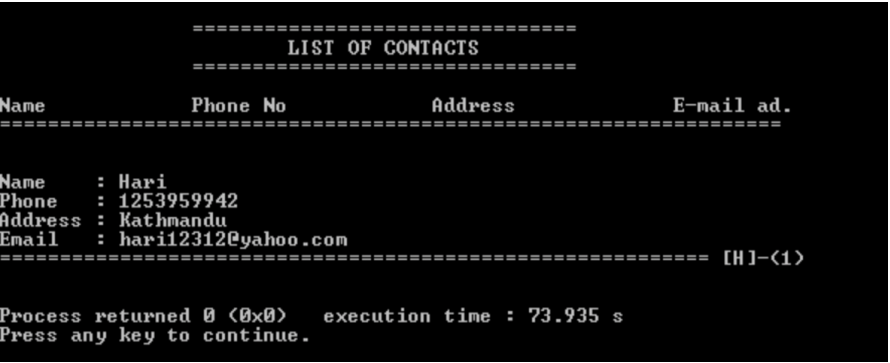 ================================
LIST OF CONTACTS
================================
Name Phone No Address E-mail ad.
=================================================================
Name : Hari
Phone : 1253959942
Address : Kathmandu
Email : hari12312@yahoo.com
=========================================================== [H]-(1)
Process returned 0 (0x0) execution time : 73.935 s
Press any key to continue.